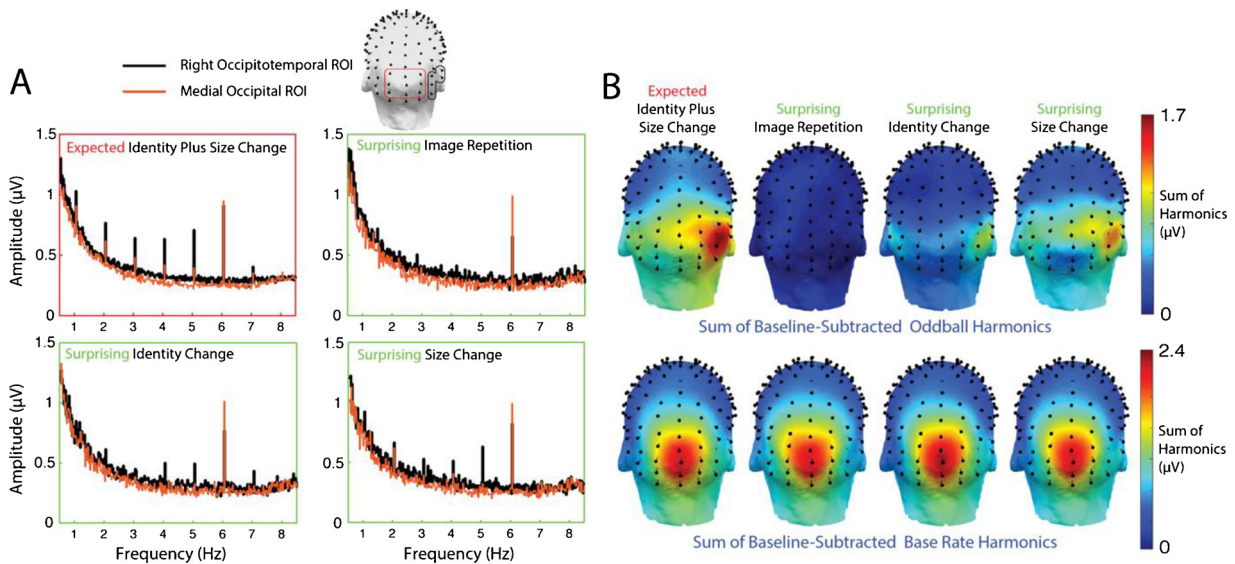 A
Right Occipitotemporal ROI
Medial Occipital ROI
1.5
1
0.5
0
Amplitude (µV)
Expected Identity Plus Size Change
1 2 3 4 5 6 7 8
1.5
1
0.5
0
Surprising Image Repetition
1 2 3 4 5 6 7 8
1.5
1
0.5
0
Amplitude (µV)
Surprising Identity Change
1 2 3 4 5 6 7 8
Frequency (Hz)
1.5
1
0.5
0
Surprising Size Change
1 2 3 4 5 6 7 8
Frequency (Hz)
B
Expected
Identity Plus
Size Change
Surprising
Image Repetition
Surprising
Identity Change
Surprising
Size Change
1.7
Sum of
Harmonics
(µV)
0
Sum of Baseline-Subtracted Oddball Harmonics
2.4
Sum of
Harmonics
(µV)
0
Sum of Baseline-Subtracted Base Rate Harmonics